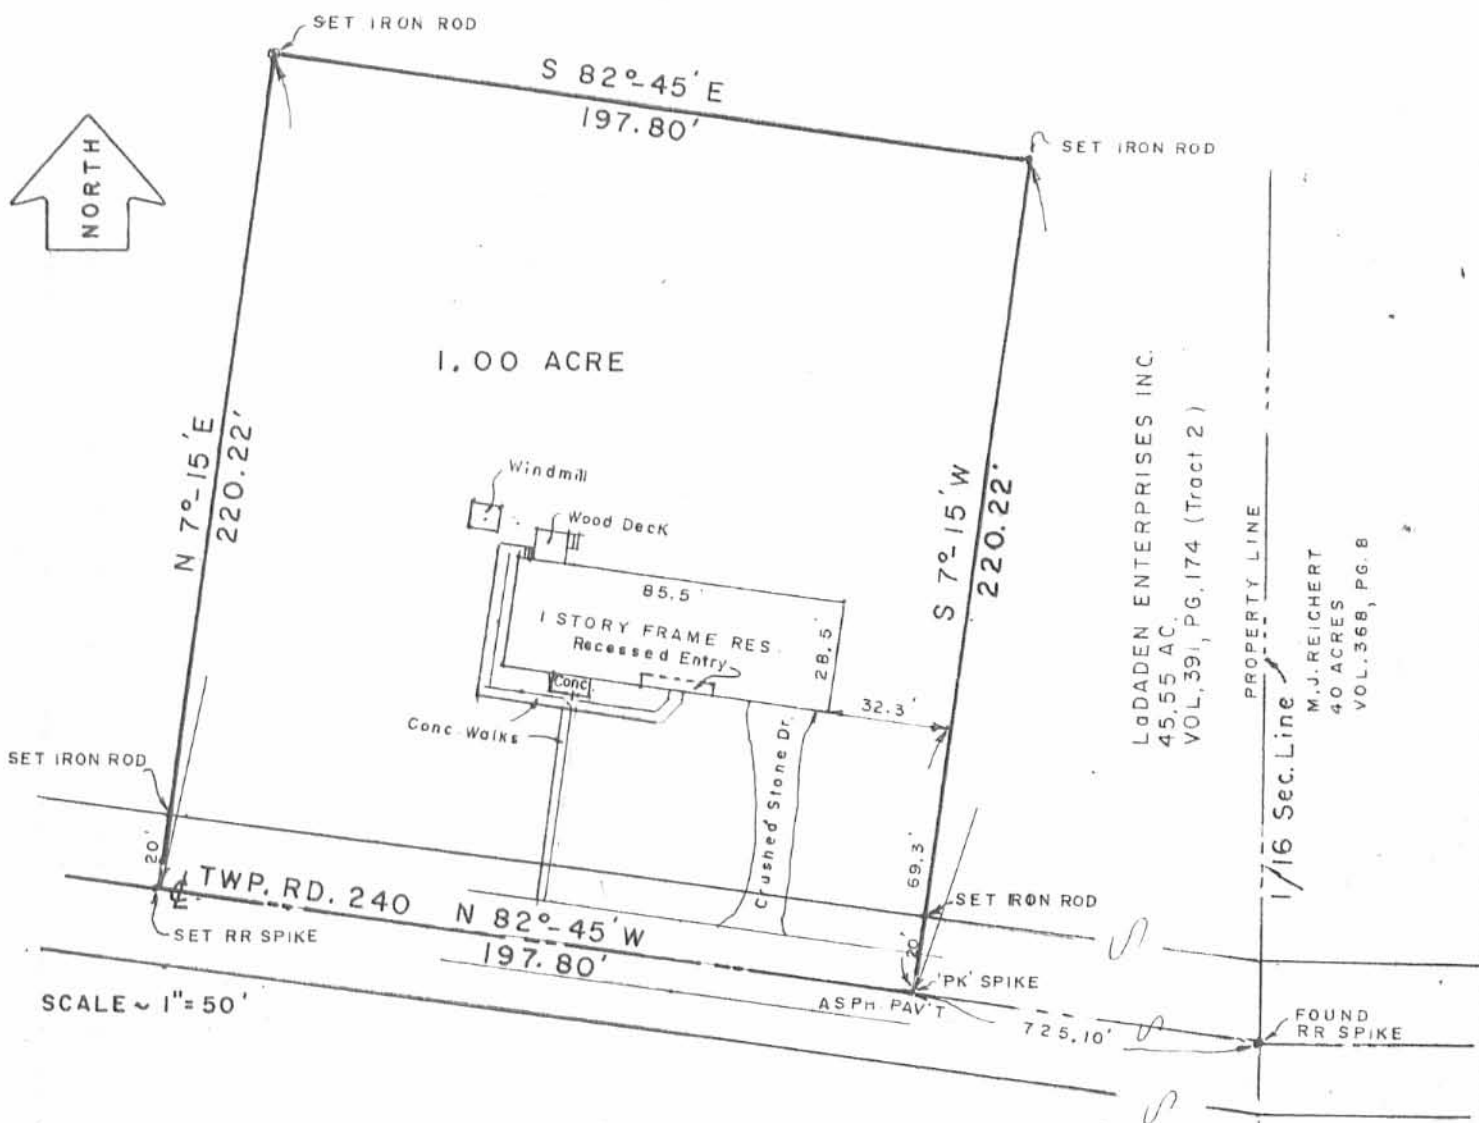 SET IRON ROD
S 82°-45' E
197.80'
SET IRON ROD
NORTH
1.00 ACRE
N 7°-15' E
220.22'
S 7°-15' W
220.22'
Windmill
Wood Deck
85.5'
1 STORY FRAME RES.
Recessed Entry
28.5
Conc.
32.3'
Conc. Walks
Crushed Stone Dr.
LaDADEN ENTERPRISES INC.
45.55 AC.
VOL. 391, PG. 174 (Tract 2)
PROPERTY LINE
1/16 Sec. Line
M.J. REICHERT
40 ACRES
VOL. 368, PG. 8
SET IRON ROD
20'
69.3'
SET IRON ROD
20'
℄ TWP. RD. 240
N 82°-45' W
197.80'
SET RR SPIKE
'PK' SPIKE
ASPH. PAV'T
725.10'
FOUND
RR SPIKE
SCALE ~ 1"= 50'